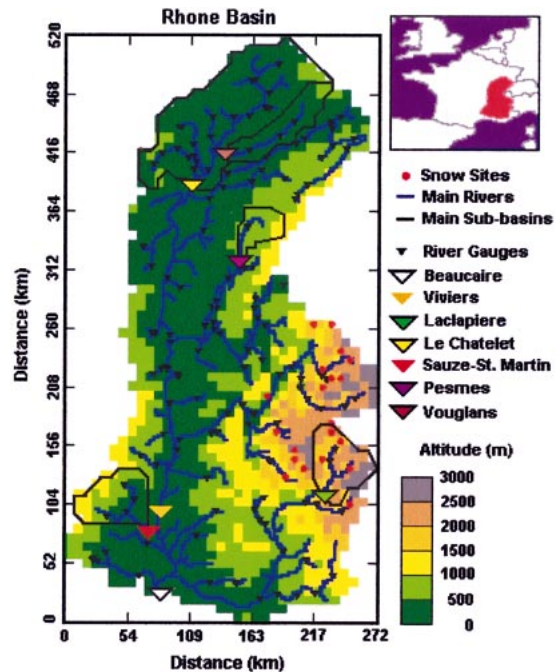 Rhone Basin
520
468
416
364
312
260
208
156
104
52
0
Distance (km)
0 54 109 163 217 272
Distance (km)
Snow Sites
Main Rivers
Main Sub-basins
River Gauges
Beaucaire
Viviers
Laclapiere
Le Chatelet
Sauze-St. Martin
Pesmes
Vouglans
Altitude (m)
3000
2500
2000
1500
1000
500
0